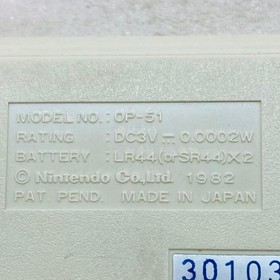 MODEL NO.: OP-51
RATING : DC3V ⎓ 0.0002W
BATTERY : LR44(orSR44)X2
© Nintendo Co.,Ltd. 1982
PAT PEND. MADE IN JAPAN
30103